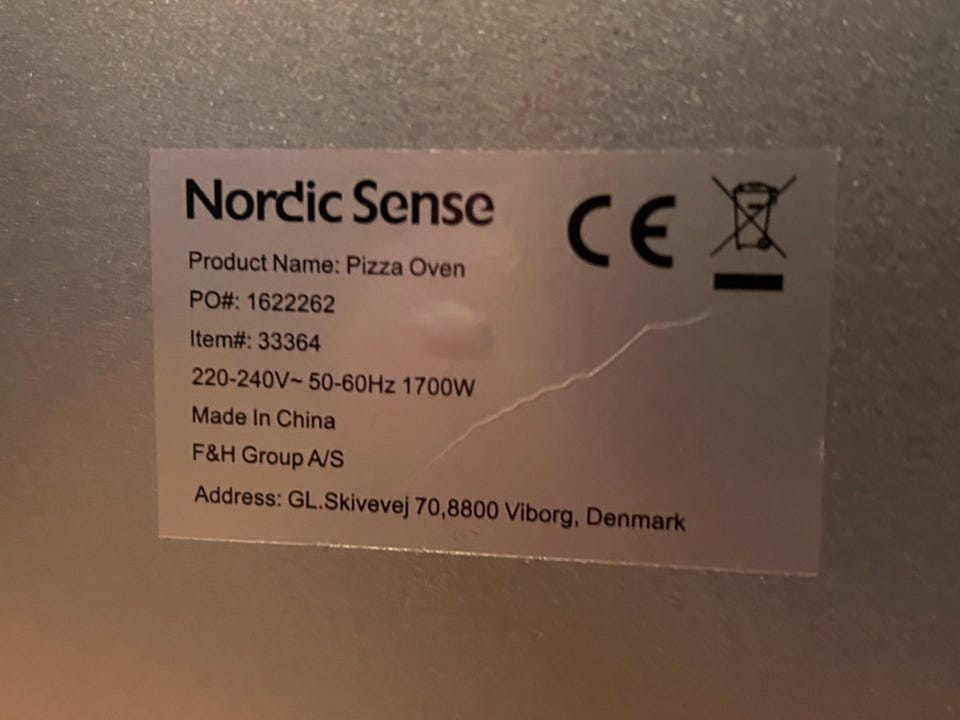 Nordic Sense
CE
Product Name: Pizza Oven
PO#: 1622262
Item#: 33364
220-240V~ 50-60Hz 1700W
Made In China
F&H Group A/S
Address: GL.Skivevej 70,8800 Viborg, Denmark